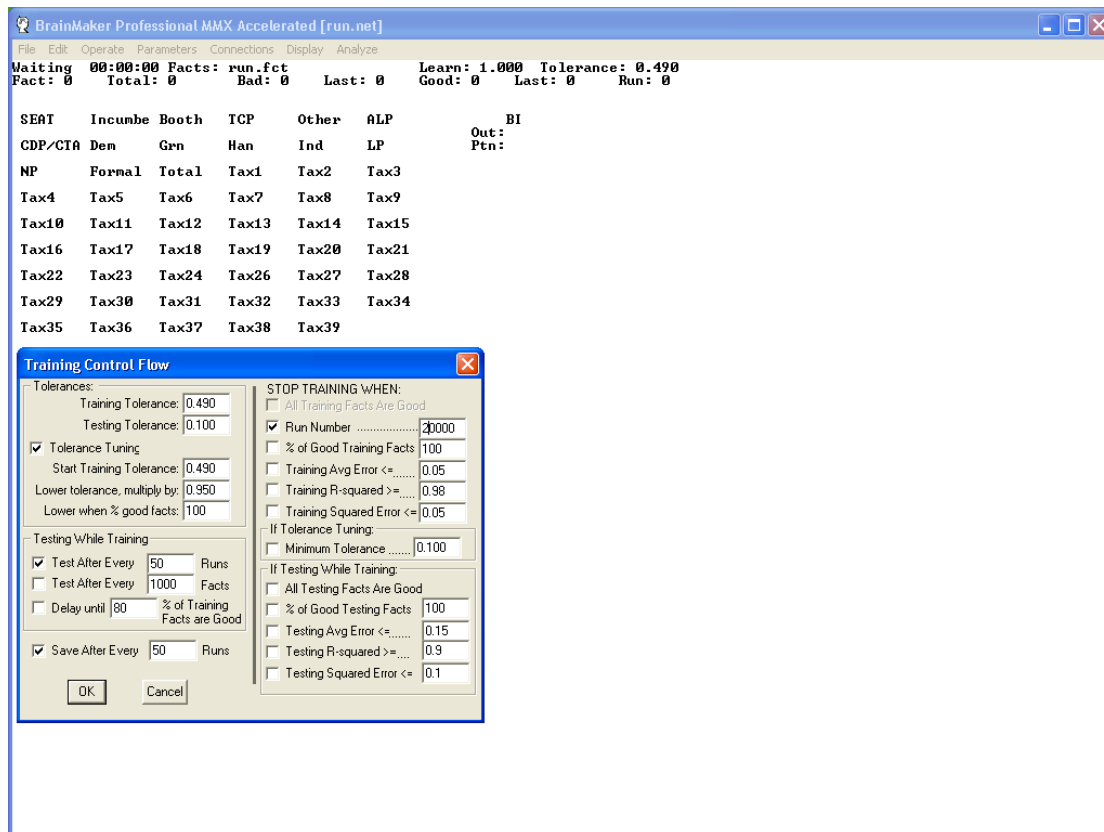 BrainMaker Professional MMX Accelerated [run.net]
File Edit Operate Parameters Connections Display Analyze
Waiting 00:00:00 Facts: run.fct Learn: 1.000 Tolerance: 0.490
Fact: 0 Total: 0 Bad: 0 Last: 0 Good: 0 Last: 0 Run: 0
SEAT Incumbe Booth TCP Other ALP BI
Out:
CDP/CTA Dem Grn Han Ind LP Ptn:
NP Formal Total Tax1 Tax2 Tax3
Tax4 Tax5 Tax6 Tax7 Tax8 Tax9
Tax10 Tax11 Tax12 Tax13 Tax14 Tax15
Tax16 Tax17 Tax18 Tax19 Tax20 Tax21
Tax22 Tax23 Tax24 Tax26 Tax27 Tax28
Tax29 Tax30 Tax31 Tax32 Tax33 Tax34
Tax35 Tax36 Tax37 Tax38 Tax39
Training Control Flow
Tolerances:
Training Tolerance: 0.490
Testing Tolerance: 0.100
Tolerance Tuning
Start Training Tolerance: 0.490
Lower tolerance, multiply by: 0.950
Lower when % good facts: 100
Testing While Training
Test After Every 50 Runs
Test After Every 1000 Facts
Delay until 80 % of Training
Facts are Good
Save After Every 50 Runs
OK Cancel
STOP TRAINING WHEN:
All Training Facts Are Good
Run Number .................. 20000
% of Good Training Facts 100
Training Avg Error <= ...... 0.05
Training R-squared >= .... 0.98
Training Squared Error <= 0.05
If Tolerance Tuning:
Minimum Tolerance ....... 0.100
If Testing While Training:
All Testing Facts Are Good
% of Good Testing Facts 100
Testing Avg Error <= ...... 0.15
Testing R-squared >= .... 0.9
Testing Squared Error <= 0.1